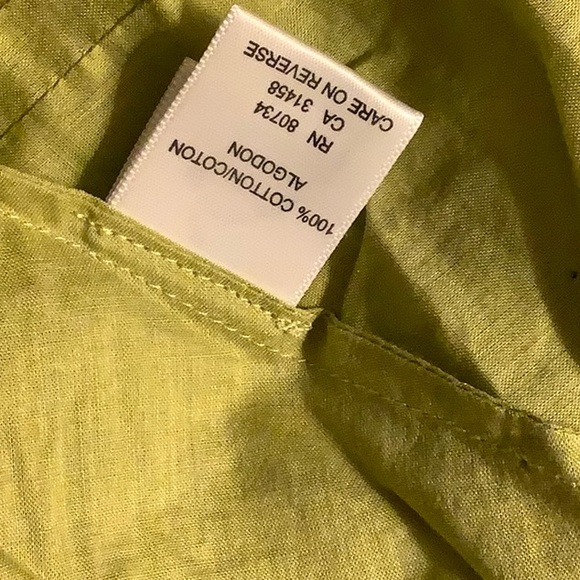 100% COTTON/COTON
ALGODON
RN 80734
CA 31458
CARE ON REVERSE